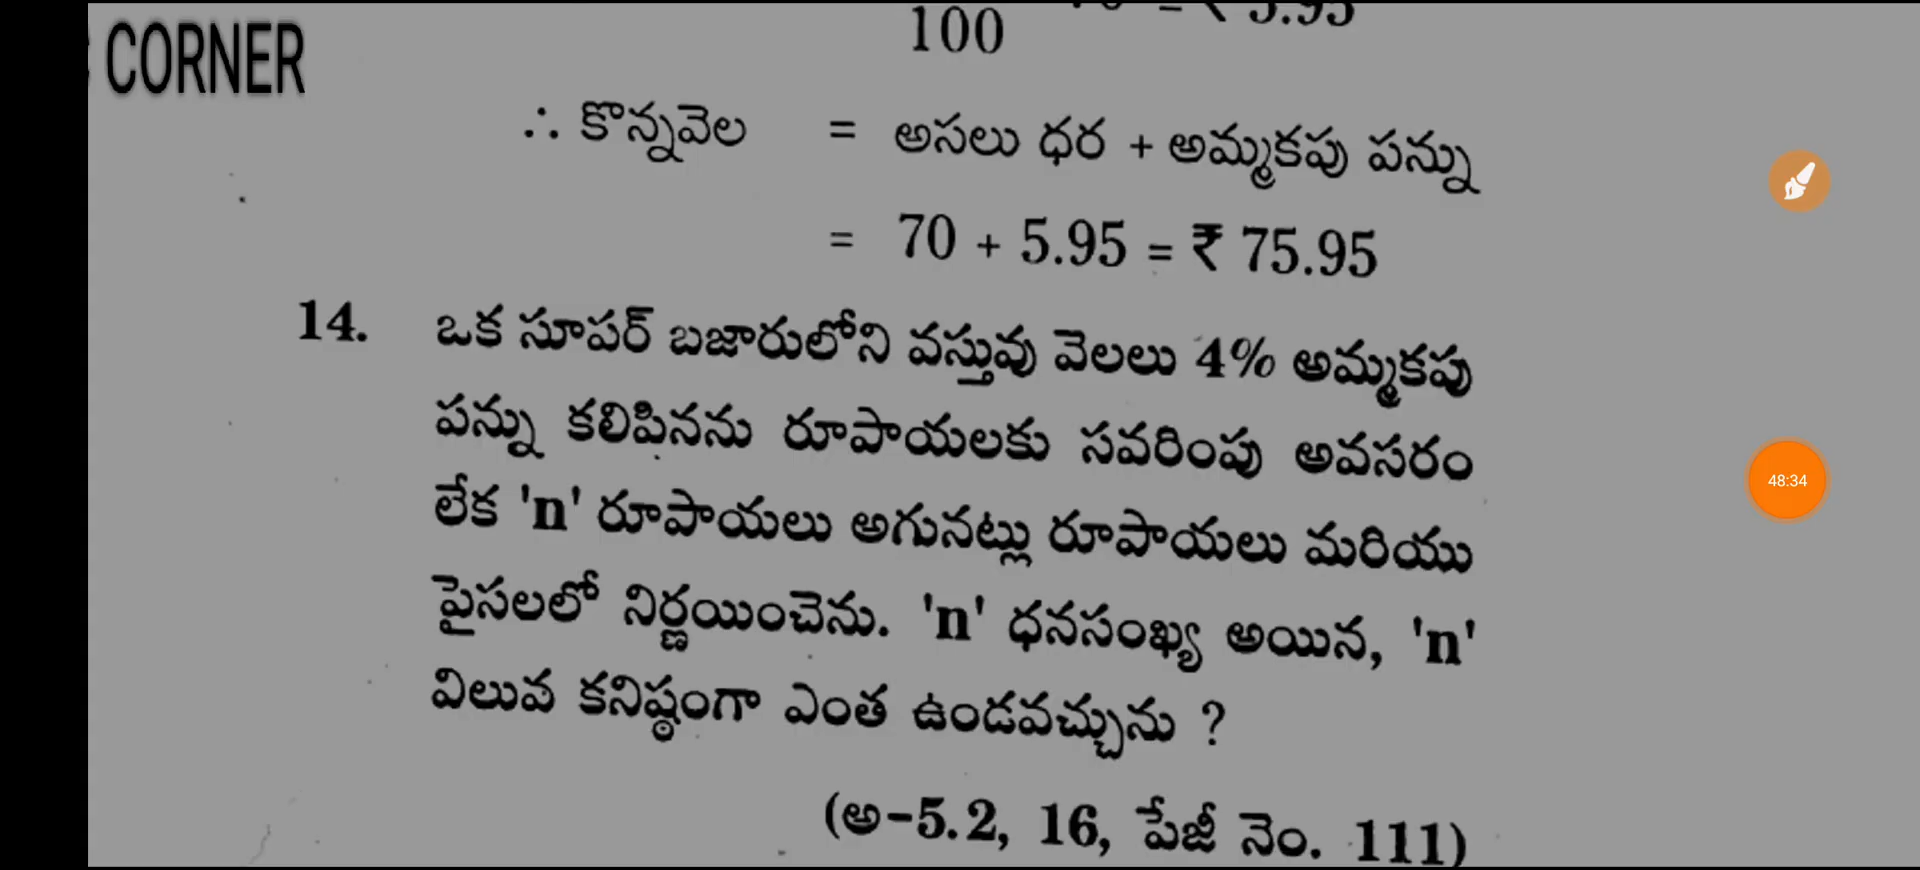 100 = ₹ 5.95
CORNER
∴ కొన్నవెల = అసలు ధర + అమ్మకపు పన్ను
= 70 + 5.95 = ₹ 75.95
14. ఒక సూపర్ బజారులోని వస్తువు వెలలు 4% అమ్మకపు
పన్ను కలిపినను రూపాయలకు సవరింపు అవసరం
లేక 'n' రూపాయలు అగునట్లు రూపాయలు మరియు
పైసలలో నిర్ణయించెను. 'n' ధనసంఖ్య అయిన, 'n'
విలువ కనిష్ఠంగా ఎంత ఉండవచ్చును ?
(అ-5.2, 16, పేజీ నెం. 111)
48:34